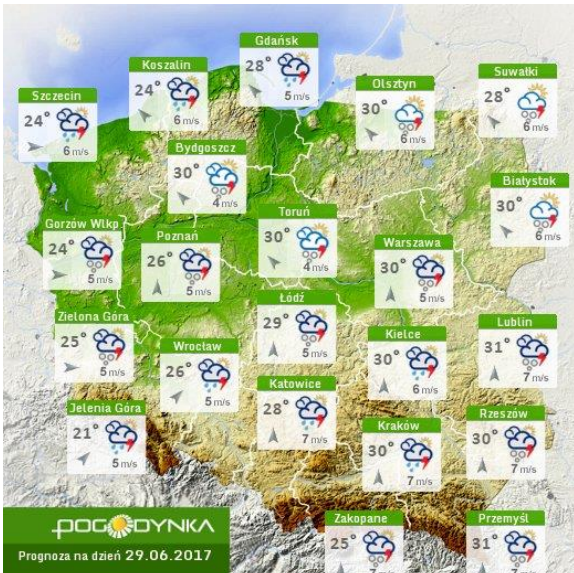 Gdańsk
28°
5 m/s
Koszalin
24°
6 m/s
Suwałki
28°
6 m/s
Olsztyn
30°
6 m/s
Szczecin
24°
6 m/s
Bydgoszcz
30°
4 m/s
Białystok
30°
6 m/s
Toruń
30°
4 m/s
Gorzów Wlkp
24°
5 m/s
Poznań
26°
5 m/s
Warszawa
30°
5 m/s
Łódź
29°
5 m/s
Zielona Góra
25°
5 m/s
Lublin
31°
7 m/s
Kielce
30°
6 m/s
Wrocław
26°
5 m/s
Katowice
28°
7 m/s
Jelenia Góra
21°
5 m/s
Rzeszów
30°
7 m/s
Kraków
30°
7 m/s
Zakopane
25°
Przemyśl
31°
POGODYNKA
Prognoza na dzień 29.06.2017